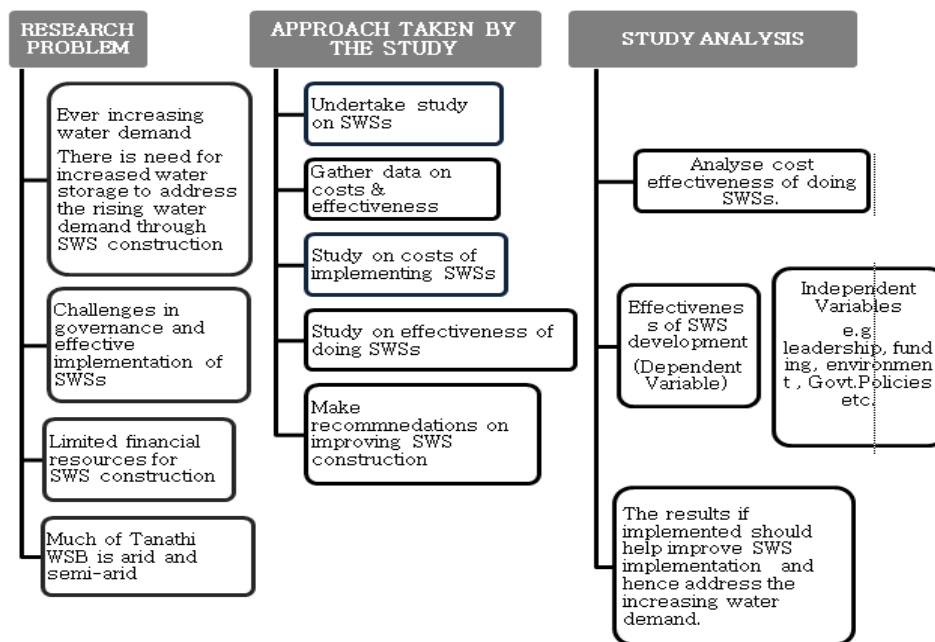 RESEARCH
PROBLEM
Ever increasing
water demand
There is need for
increased water
storage to address
the rising water
demand through
SWS construction
Challenges in
governance and
effective
implementation of
SWSs
Limited financial
resources for
SWS construction
Much of Tanathi
WSB is arid and
semi-arid
APPROACH TAKEN BY
THE STUDY
Undertake study
on SWSs
Gather data on
costs &
effectiveness
Study on costs of
implementing SWSs
Study on effectiveness of
doing SWSs
Make
recommnedations on
improving SWS
construction
STUDY ANALYSIS
Analyse cost
effectiveness of doing
SWSs.
Effectivenes
s of SWS
development
(Dependent
Variable)
Independent
Variables
e.g
leadership, fund
ing, environmen
t , Govt.Policies
etc.
The results if
implemented should
help improve SWS
implementation and
hence address the
increasing water
demand.